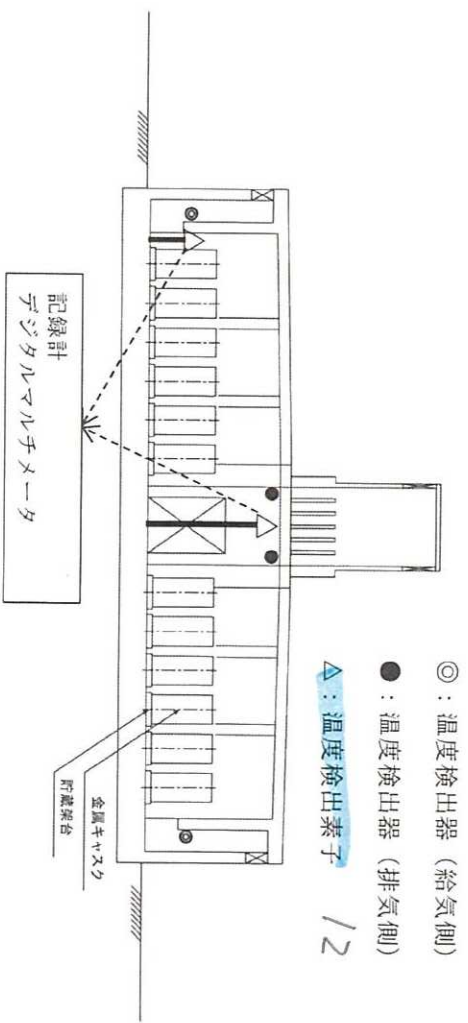 ◎：温度検出器（給気側）
●：温度検出器（排気側）
△：温度検出素子 12
記録計
デジタルマルチメータ
金属キャスク
貯蔵架台